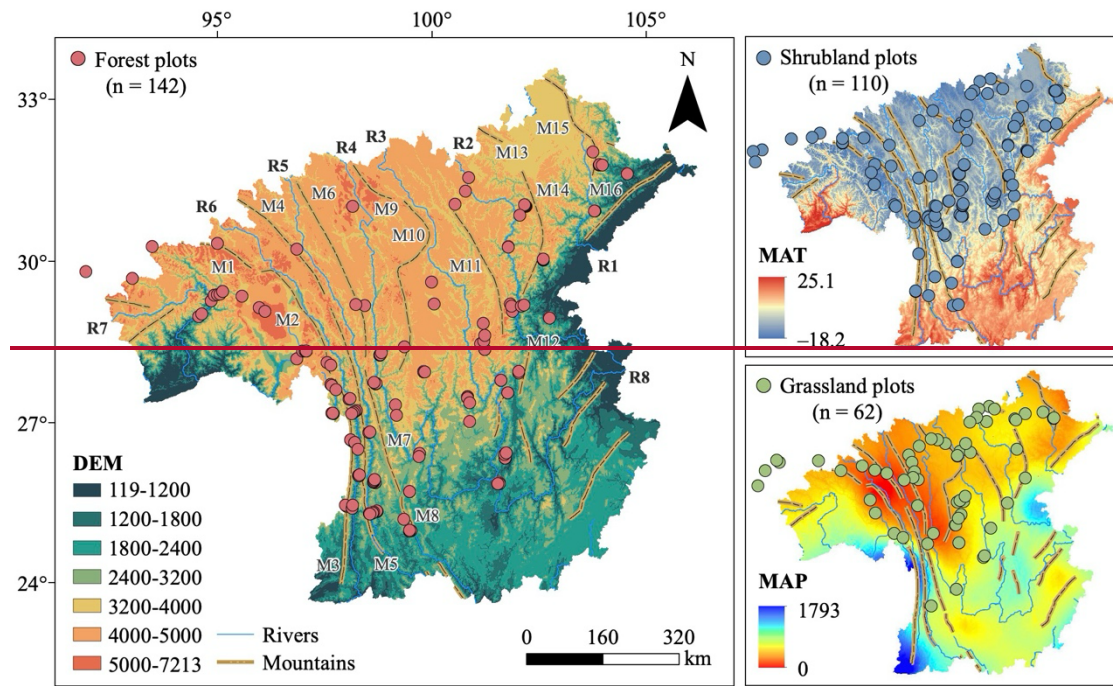 95° 100° 105°
Forest plots
(n = 142)
N
33°
30°
27°
24°
R3
R4
R2
R5
R6
R7
R1
R8
M15
M13
M14
M16
M6
M4
M9
M10
M1
M11
M2
M12
M7
M8
M3
M5
DEM
119-1200
1200-1800
1800-2400
2400-3200
3200-4000
4000-5000
5000-7213
Rivers
Mountains
0 160 320
km
Shrubland plots
(n = 110)
MAT
25.1
–18.2
Grassland plots
(n = 62)
MAP
1793
0